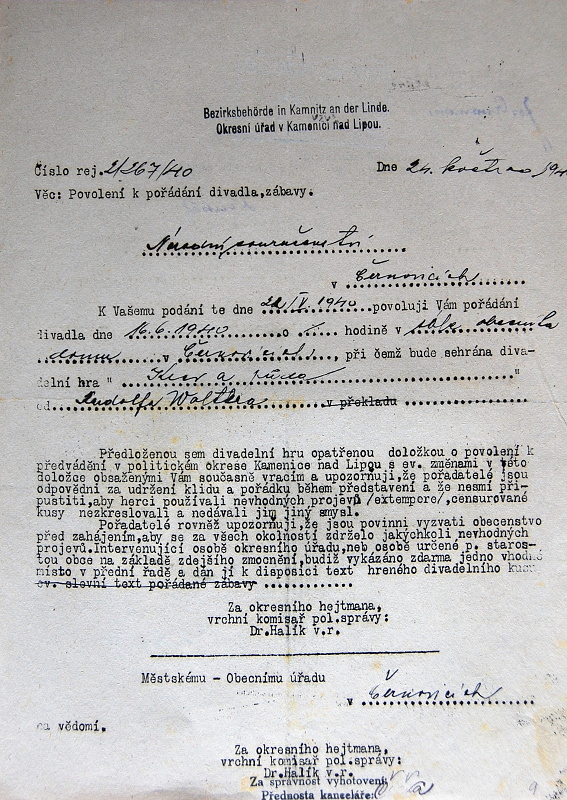 Bezirksbehörde in Kamnitz an der Linde.
Okresní úřad v Kamenici nad Lipou.
Číslo rej. 2/267/40 Dne 24. května 194
Věc: Povolení k pořádání divadla, zábavy.
Národní souručenství
v Černovicích
K Vašemu podání te dne 22/IV. 1940 povoluji Vám pořádání
divadla dne 16.6.1940 o hodině v
domu v Černovicích, při čemž bude sehrána diva-
delní hra " a "
od Rudolfa Waltera v překladu
Předloženou sem divadelní hru opatřenou doložkou o povolení k
předvádění v politickém okrese Kamenice nad Lipou s ev. změnami v této
doložce obsaženými Vám současně vracím a upozorňuji, že pořadatelé jsou
odpovědni za udržení klidu a pořádku během představení a že nesmí při-
pustiti, aby herci používali nevhodných projevů /extempore/, censurované
kusy nezkreslovali a nedávali jim jiný smysl.
Pořadatelé rovněž upozorňuji, že jsou povinni vyzvati obecenstvo
před zahájením, aby se za všech okolností zdrželo jakýchkoli nevhodných
projevů. Intervenující osobě okresního úřadu, neb osobě určené p. staros-
tou obce na základě zdejšího zmocnění, budiž vykázáno zdarma jedno vhodné
místo v přední řadě a dán jí k disposici text hreného divadelního kusu
ev. slevní text pořádané zábavy
Za okresního hejtmana,
vrchní komisař pol.správy:
Dr.Halík v.r.
Městskému - Obecnímu úřadu
v Černovicích
na vědomí.
Za okresního hejtmana,
vrchní komisař pol.správy:
Dr.Halík v.r.
Za správnost vyhotovení
Přednosta kanceláře: